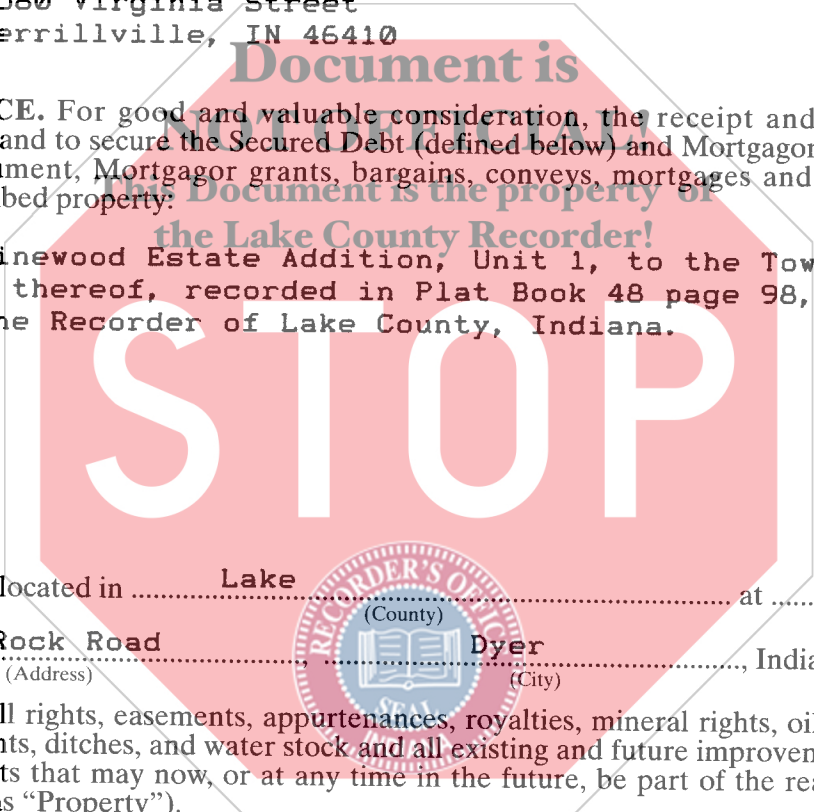 Virginia Street
errillville, IN 46410
Document is
CE. For good and valuable consideration, the receipt and
NOT OFFICIAL!
and to secure the Secured Debt (defined below) and Mortgagor
ument, Mortgagor grants, bargains, conveys, mortgages and
This Document is the property of
bed property:
the Lake County Recorder!
inewood Estate Addition, Unit 1, to the Tow
thereof, recorded in Plat Book 48 page 98,
ne Recorder of Lake County, Indiana.
STOP
located in Lake at
(County)
RECORDER'S OFFICE
Rock Road, Dyer, India
(Address) (City)
SEAL
INDIANA
ll rights, easements, appurtenances, royalties, mineral rights, oil
nts, ditches, and water stock and all existing and future improven
ts that may now, or at any time in the future, be part of the rea
as “Property”).